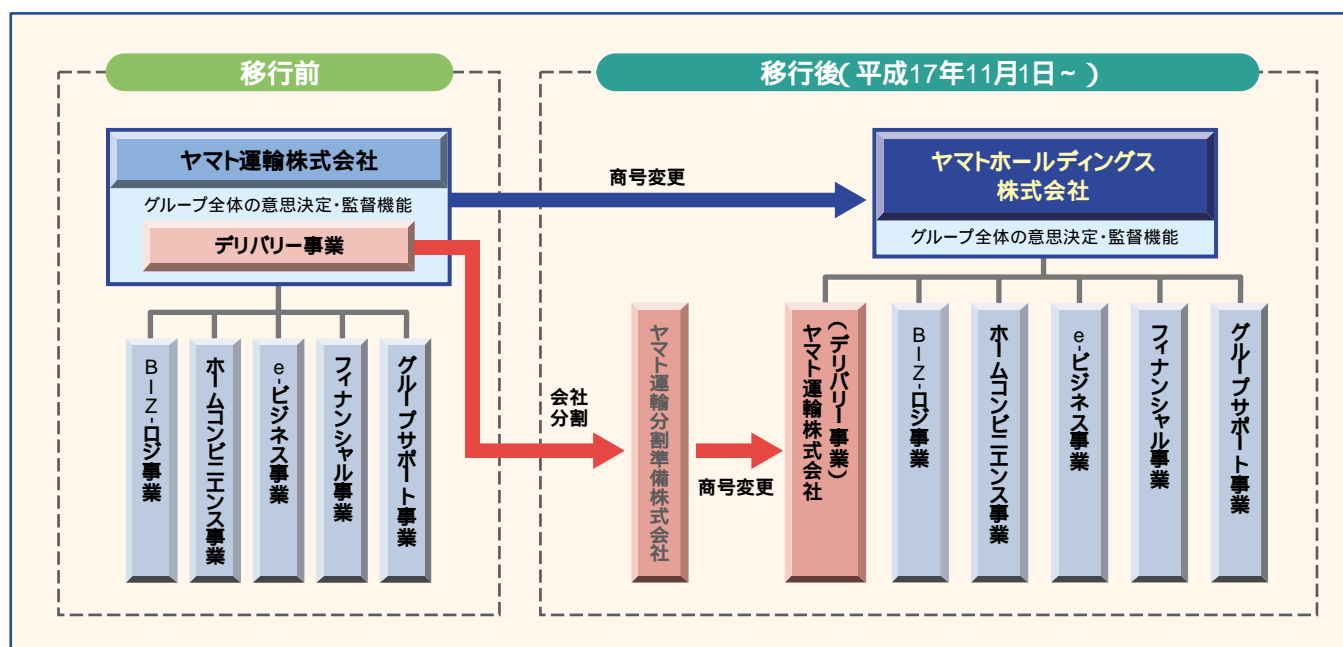 移行前
ヤマト運輸株式会社
グループ全体の意思決定・監督機能
デリバリー事業
BIZ-ロジ事業
ホームコンビニエンス事業
e-ビジネス事業
フィナンシャル事業
グループサポート事業
商号変更
会社
分割
移行後(平成17年11月1日~)
ヤマトホールディングス
株式会社
グループ全体の意思決定・監督機能
ヤマト運輸分割準備株式会社
商号変更
(デリバリー事業)
ヤマト運輸株式会社
BIZ-ロジ事業
ホームコンビニエンス事業
e-ビジネス事業
フィナンシャル事業
グループサポート事業